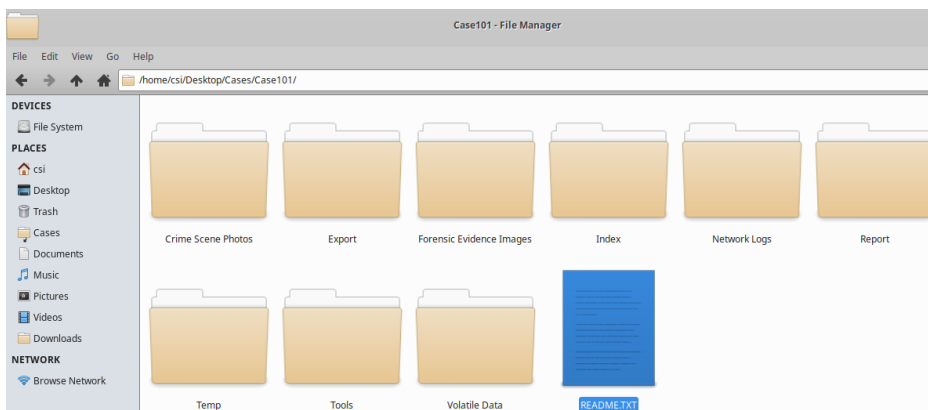 Case101 - File Manager
File Edit View Go Help
/home/csi/Desktop/Cases/Case101/
DEVICES
File System
PLACES
csi
Desktop
Trash
Cases
Documents
Music
Pictures
Videos
Downloads
NETWORK
Browse Network
Crime Scene Photos Export Forensic Evidence Images Index Network Logs Report
Temp Tools Volatile Data README.TXT